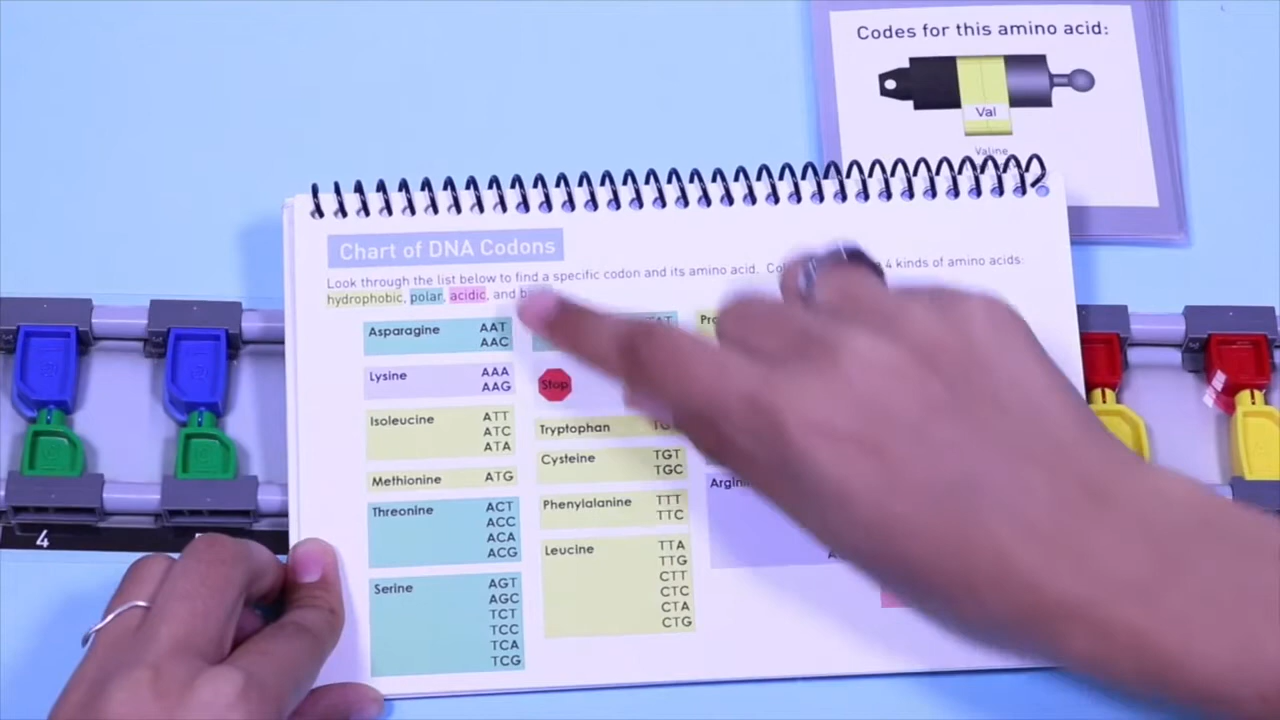 Codes for this amino acid:
Val
Valine
Chart of DNA Codons
Look through the list below to find a specific codon and its amino acid. 4 kinds of amino acids:
hydrophobic, polar, acidic, and
Asparagine AAT
AAC
Lysine AAA
AAG
Isoleucine ATT
ATC
ATA
Methionine ATG
Threonine ACT
ACC
ACA
ACG
Serine AGT
AGC
TCT
TCC
TCA
TCG
TAT
Stop
Tryptophan
Cysteine TGT
TGC
Phenylalanine TTT
TTC
Leucine TTA
TTG
CTT
CTC
CTA
CTG
4